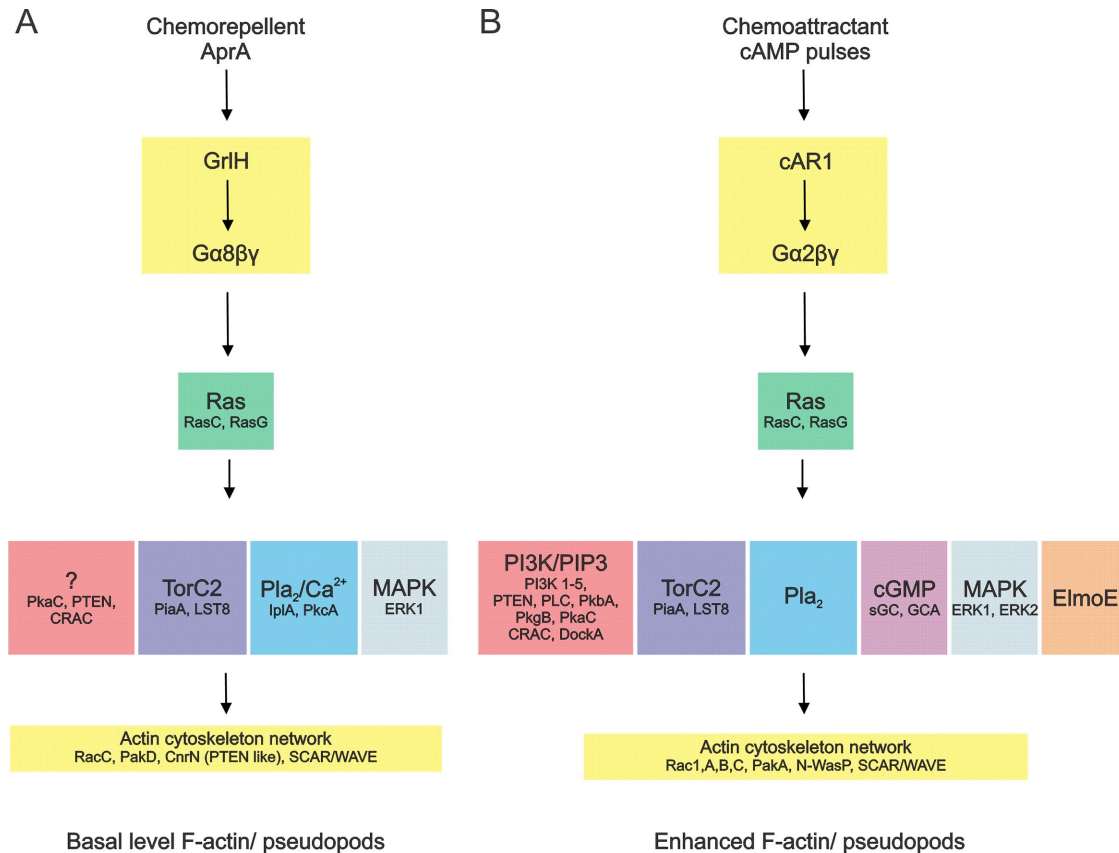 A
Chemorepellent
AprA
GrlH
Gα8βγ
Ras
RasC, RasG
?
PkaC, PTEN,
CRAC
TorC2
PiaA, LST8
Pla₂/Ca²⁺
IplA, PkcA
MAPK
ERK1
Actin cytoskeleton network
RacC, PakD, CnrN (PTEN like), SCAR/WAVE
Basal level F-actin/ pseudopods
B
Chemoattractant
cAMP pulses
cAR1
Gα2βγ
Ras
RasC, RasG
PI3K/PIP3
PI3K 1-5,
PTEN, PLC, PkbA,
PkgB, PkaC
CRAC, DockA
TorC2
PiaA, LST8
Pla₂
cGMP
sGC, GCA
MAPK
ERK1, ERK2
ElmoE
Actin cytoskeleton network
Rac1,A,B,C, PakA, N-WasP, SCAR/WAVE
Enhanced F-actin/ pseudopods